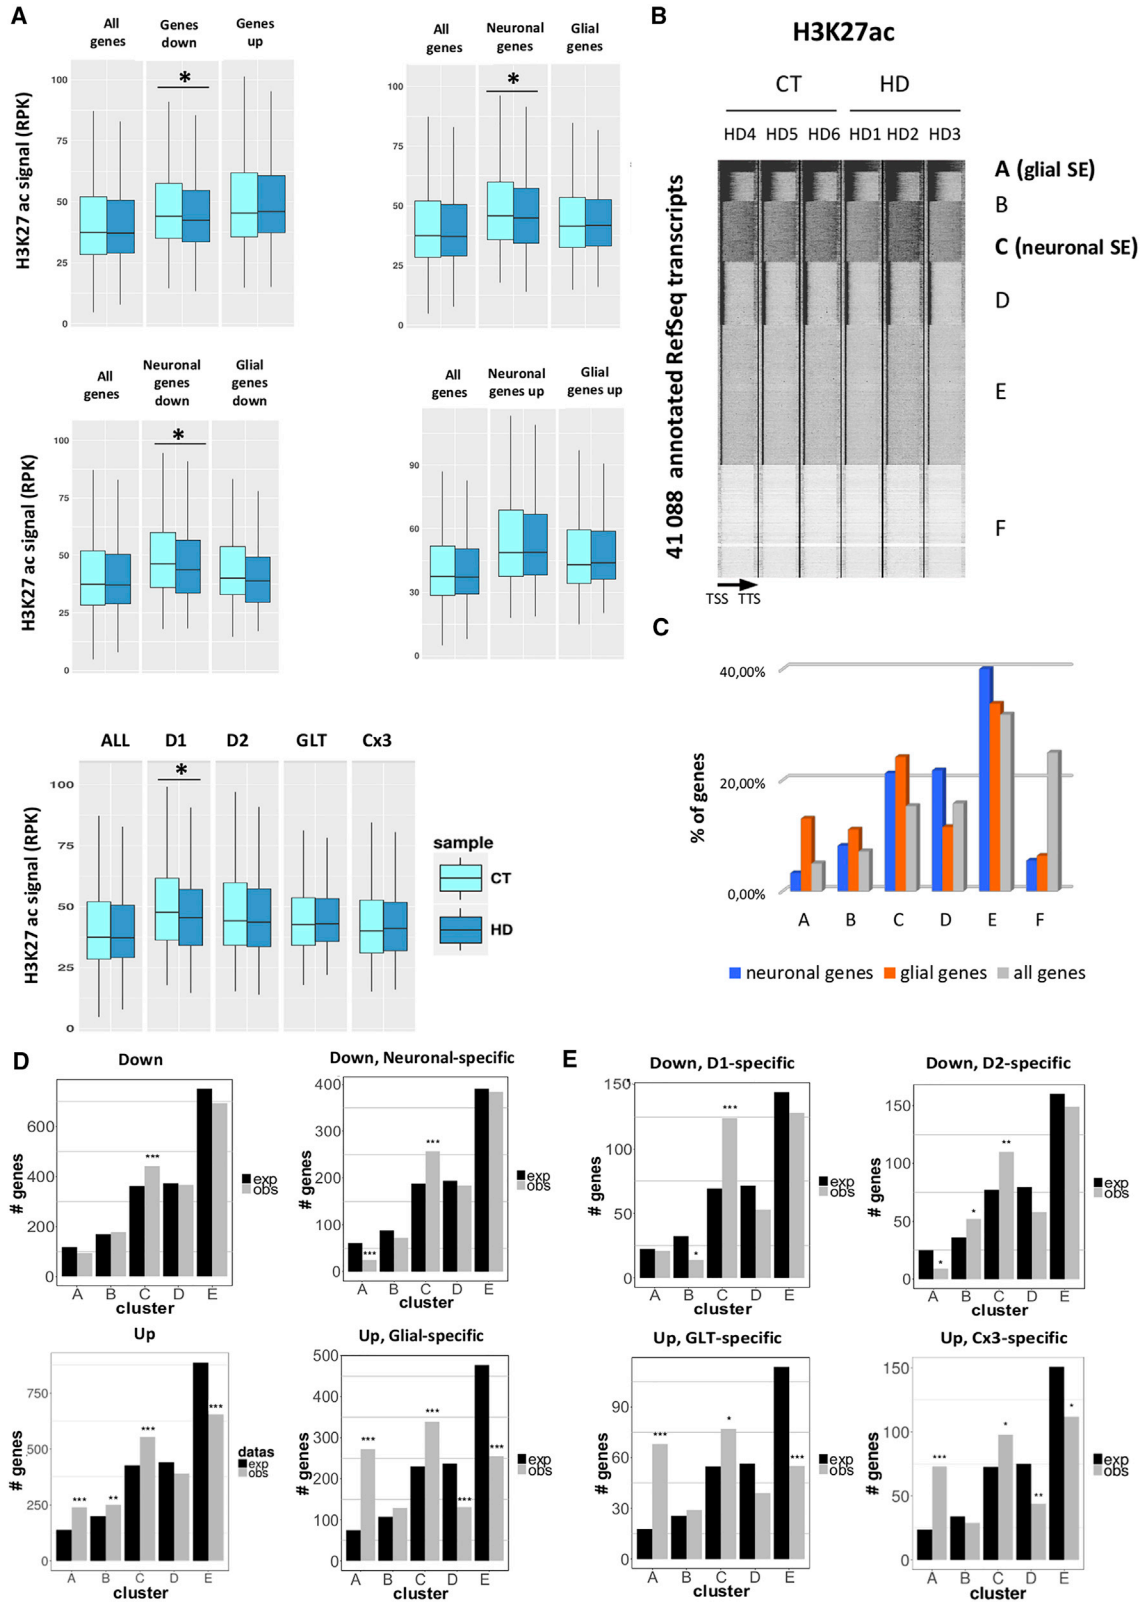 A
All genes
Genes down
Genes up
H3K27 ac signal (RPK)
100
75
50
25
0
*
All genes
Neuronal genes
Glial genes
100
75
50
25
0
*
All genes
Neuronal genes down
Glial genes down
H3K27 ac signal (RPK)
100
75
50
25
0
*
All genes
Neuronal genes up
Glial genes up
90
60
30
0
ALL D1 D2 GLT Cx3
H3K27 ac signal (RPK)
100
75
50
25
0
*
sample
CT
HD
B
H3K27ac
CT HD
HD4 HD5 HD6 HD1 HD2 HD3
41 088 annotated RefSeq transcripts
A (glial SE)
B
C (neuronal SE)
D
E
F
TSS TTS
C
% of genes
40,00%
20,00%
0,00%
A B C D E F
neuronal genes glial genes all genes
D
Down
# genes
600
400
200
0
***
A B C D E
cluster
exp
obs
Down, Neuronal-specific
# genes
400
300
200
100
0
*** ***
A B C D E
cluster
exp
obs
Up
# genes
750
500
250
0
*** ** *** ***
A B C D E
cluster
datas
exp
obs
Up, Glial-specific
# genes
500
400
300
200
100
0
*** *** *** ***
A B C D E
cluster
exp
obs
E
Down, D1-specific
# genes
150
100
50
0
* ***
A B C D E
cluster
exp
obs
Down, D2-specific
# genes
150
100
50
0
* * **
A B C D E
cluster
exp
obs
Up, GLT-specific
# genes
90
60
30
0
*** * ***
A B C D E
cluster
exp
obs
Up, Cx3-specific
# genes
150
100
50
0
*** * ** *
A B C D E
cluster
exp
obs